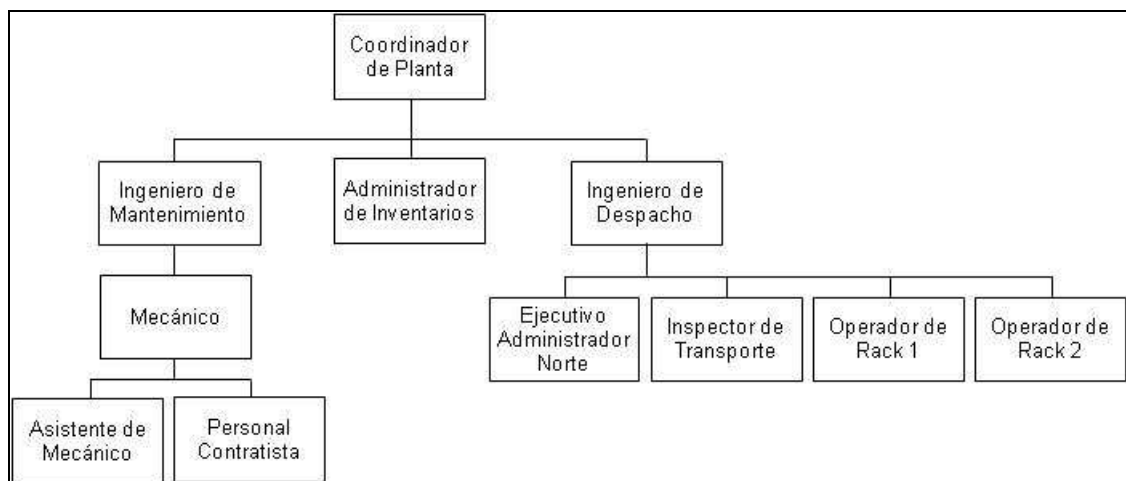 Coordinador
de Planta
Ingeniero de
Mantenimiento
Administrador
de Inventarios
Ingeniero de
Despacho
Mecánico
Ejecutivo
Administrador
Norte
Inspector de
Transporte
Operador de
Rack 1
Operador de
Rack 2
Asistente de
Mecánico
Personal
Contratista